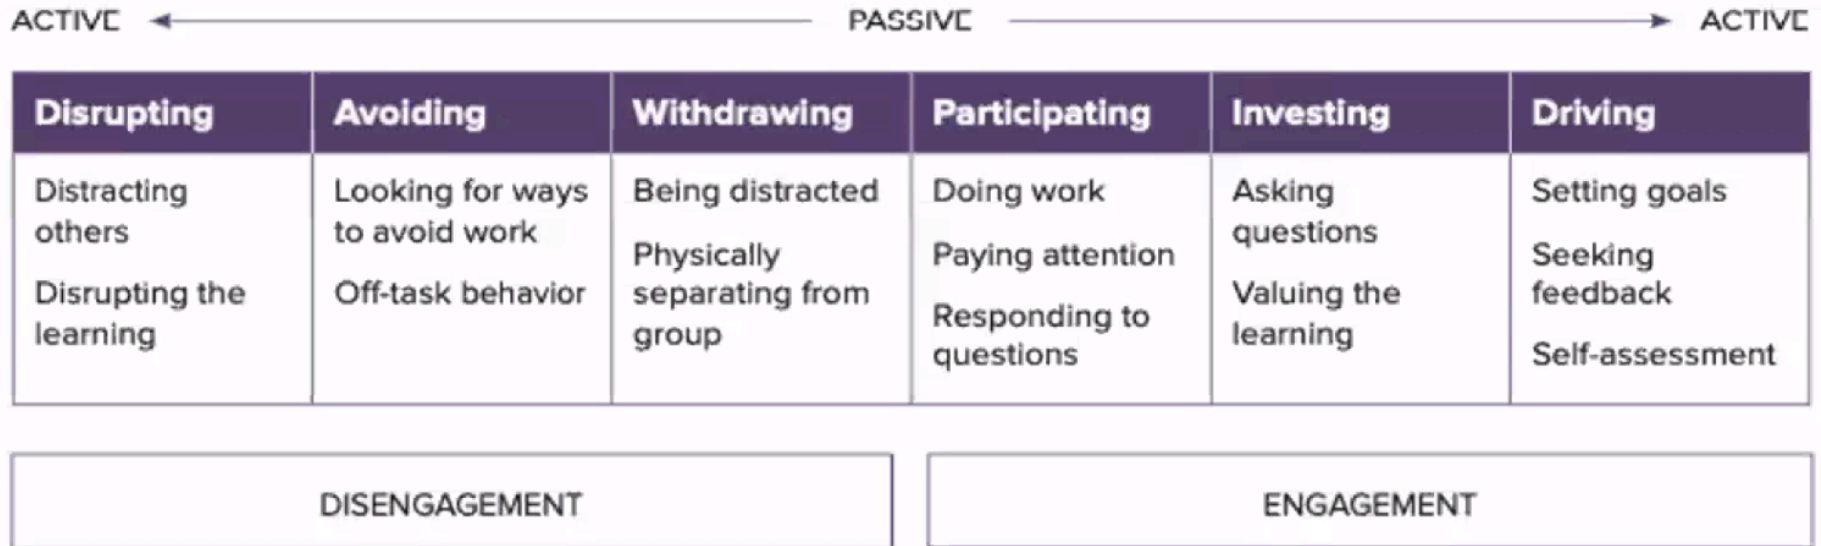 ACTIVE PASSIVE ACTIVE
Disrupting
Distracting
others
Disrupting the
learning
Avoiding
Looking for ways
to avoid work
Off-task behavior
Withdrawing
Being distracted
Physically
separating from
group
Participating
Doing work
Paying attention
Responding to
questions
Investing
Asking
questions
Valuing the
learning
Driving
Setting goals
Seeking
feedback
Self-assessment
DISENGAGEMENT
ENGAGEMENT